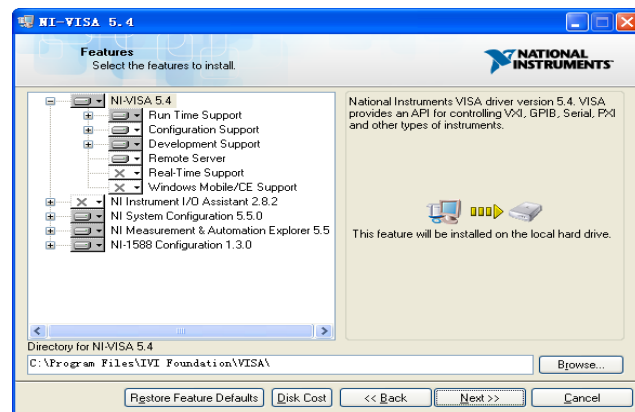 NI-VISA 5.4
Features
Select the features to install.
NATIONAL
INSTRUMENTS™
NI-VISA 5.4
Run Time Support
Configuration Support
Development Support
Remote Server
Real-Time Support
Windows Mobile/CE Support
NI Instrument I/O Assistant 2.8.2
NI System Configuration 5.5.0
NI Measurement & Automation Explorer 5.5
NI-1588 Configuration 1.3.0
National Instruments VISA driver version 5.4. VISA
provides an API for controlling VXI, GPIB, Serial, PXI
and other types of instruments.
This feature will be installed on the local hard drive.
Directory for NI-VISA 5.4
C:\Program Files\IVI Foundation\VISA\
Browse...
Restore Feature Defaults
Disk Cost
<< Back
Next >>
Cancel